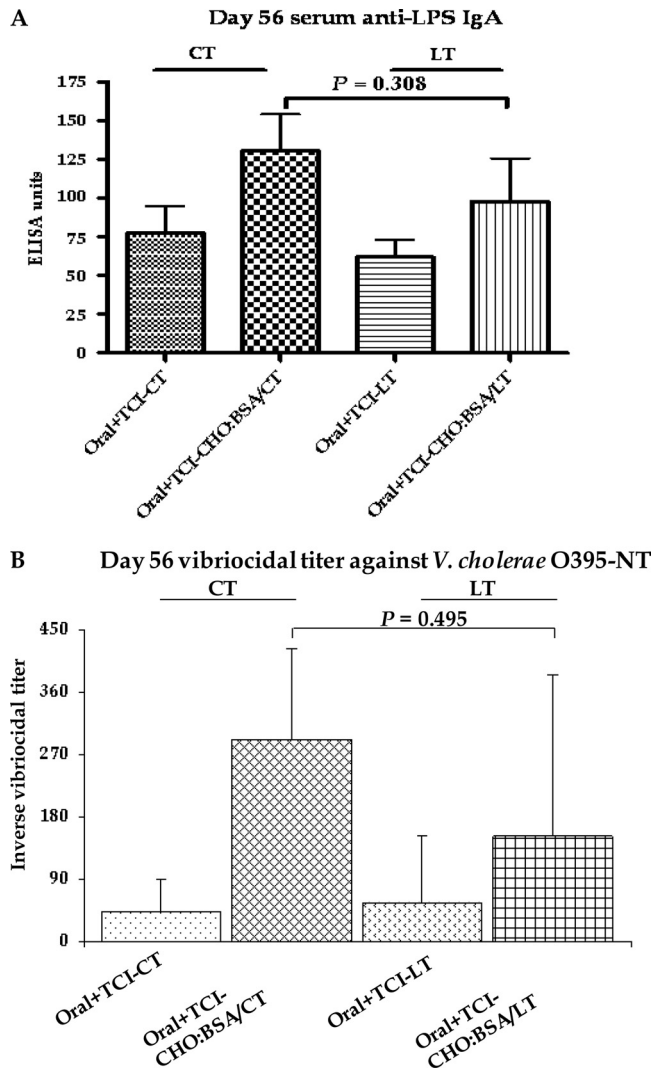 A
Day 56 serum anti-LPS IgA
CT
LT
P = 0.308
175
150
125
100
75
50
25
0
ELISA units
Oral+TCI-CT
Oral+TCI-CHO:BSA/CT
Oral+TCI-LT
Oral+TCI-CHO:BSA/LT
B
Day 56 vibriocidal titer against V. cholerae O395-NT
CT
LT
P = 0.495
450
360
270
180
90
0
Inverse vibriocidal titer
Oral+TCI-CT
Oral+TCI-
CHO:BSA/CT
Oral+TCI-LT
Oral+TCI-
CHO:BSA/LT